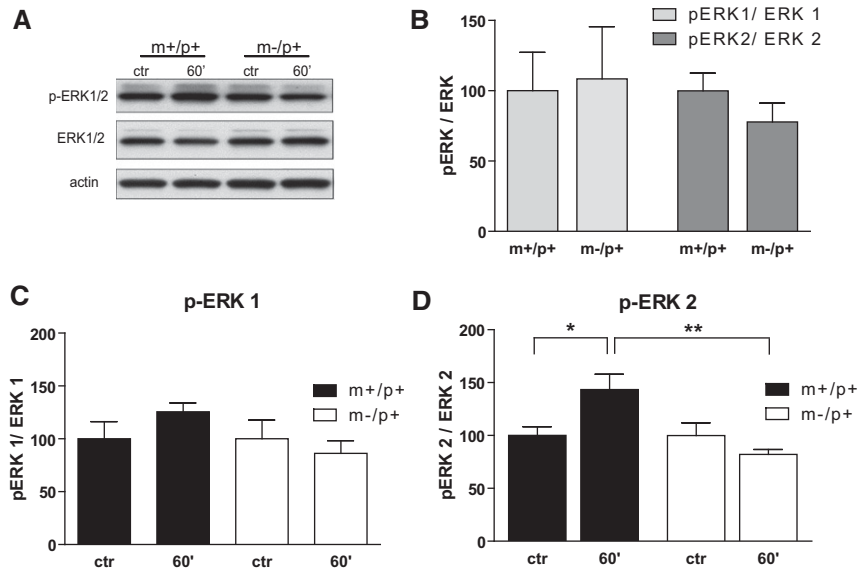 A
m+/p+ m-/p+
ctr 60' ctr 60'
p-ERK1/2
ERK1/2
actin
B
pERK1/ ERK 1
pERK2/ ERK 2
pERK / ERK
150
100
50
0
m+/p+ m-/p+ m+/p+ m-/p+
C
p-ERK 1
pERK 1/ ERK 1
200
150
100
50
0
m+/p+
m-/p+
ctr 60' ctr 60'
D
p-ERK 2
pERK 2 / ERK 2
200
150
100
50
0
* **
m+/p+
m-/p+
ctr 60' ctr 60'